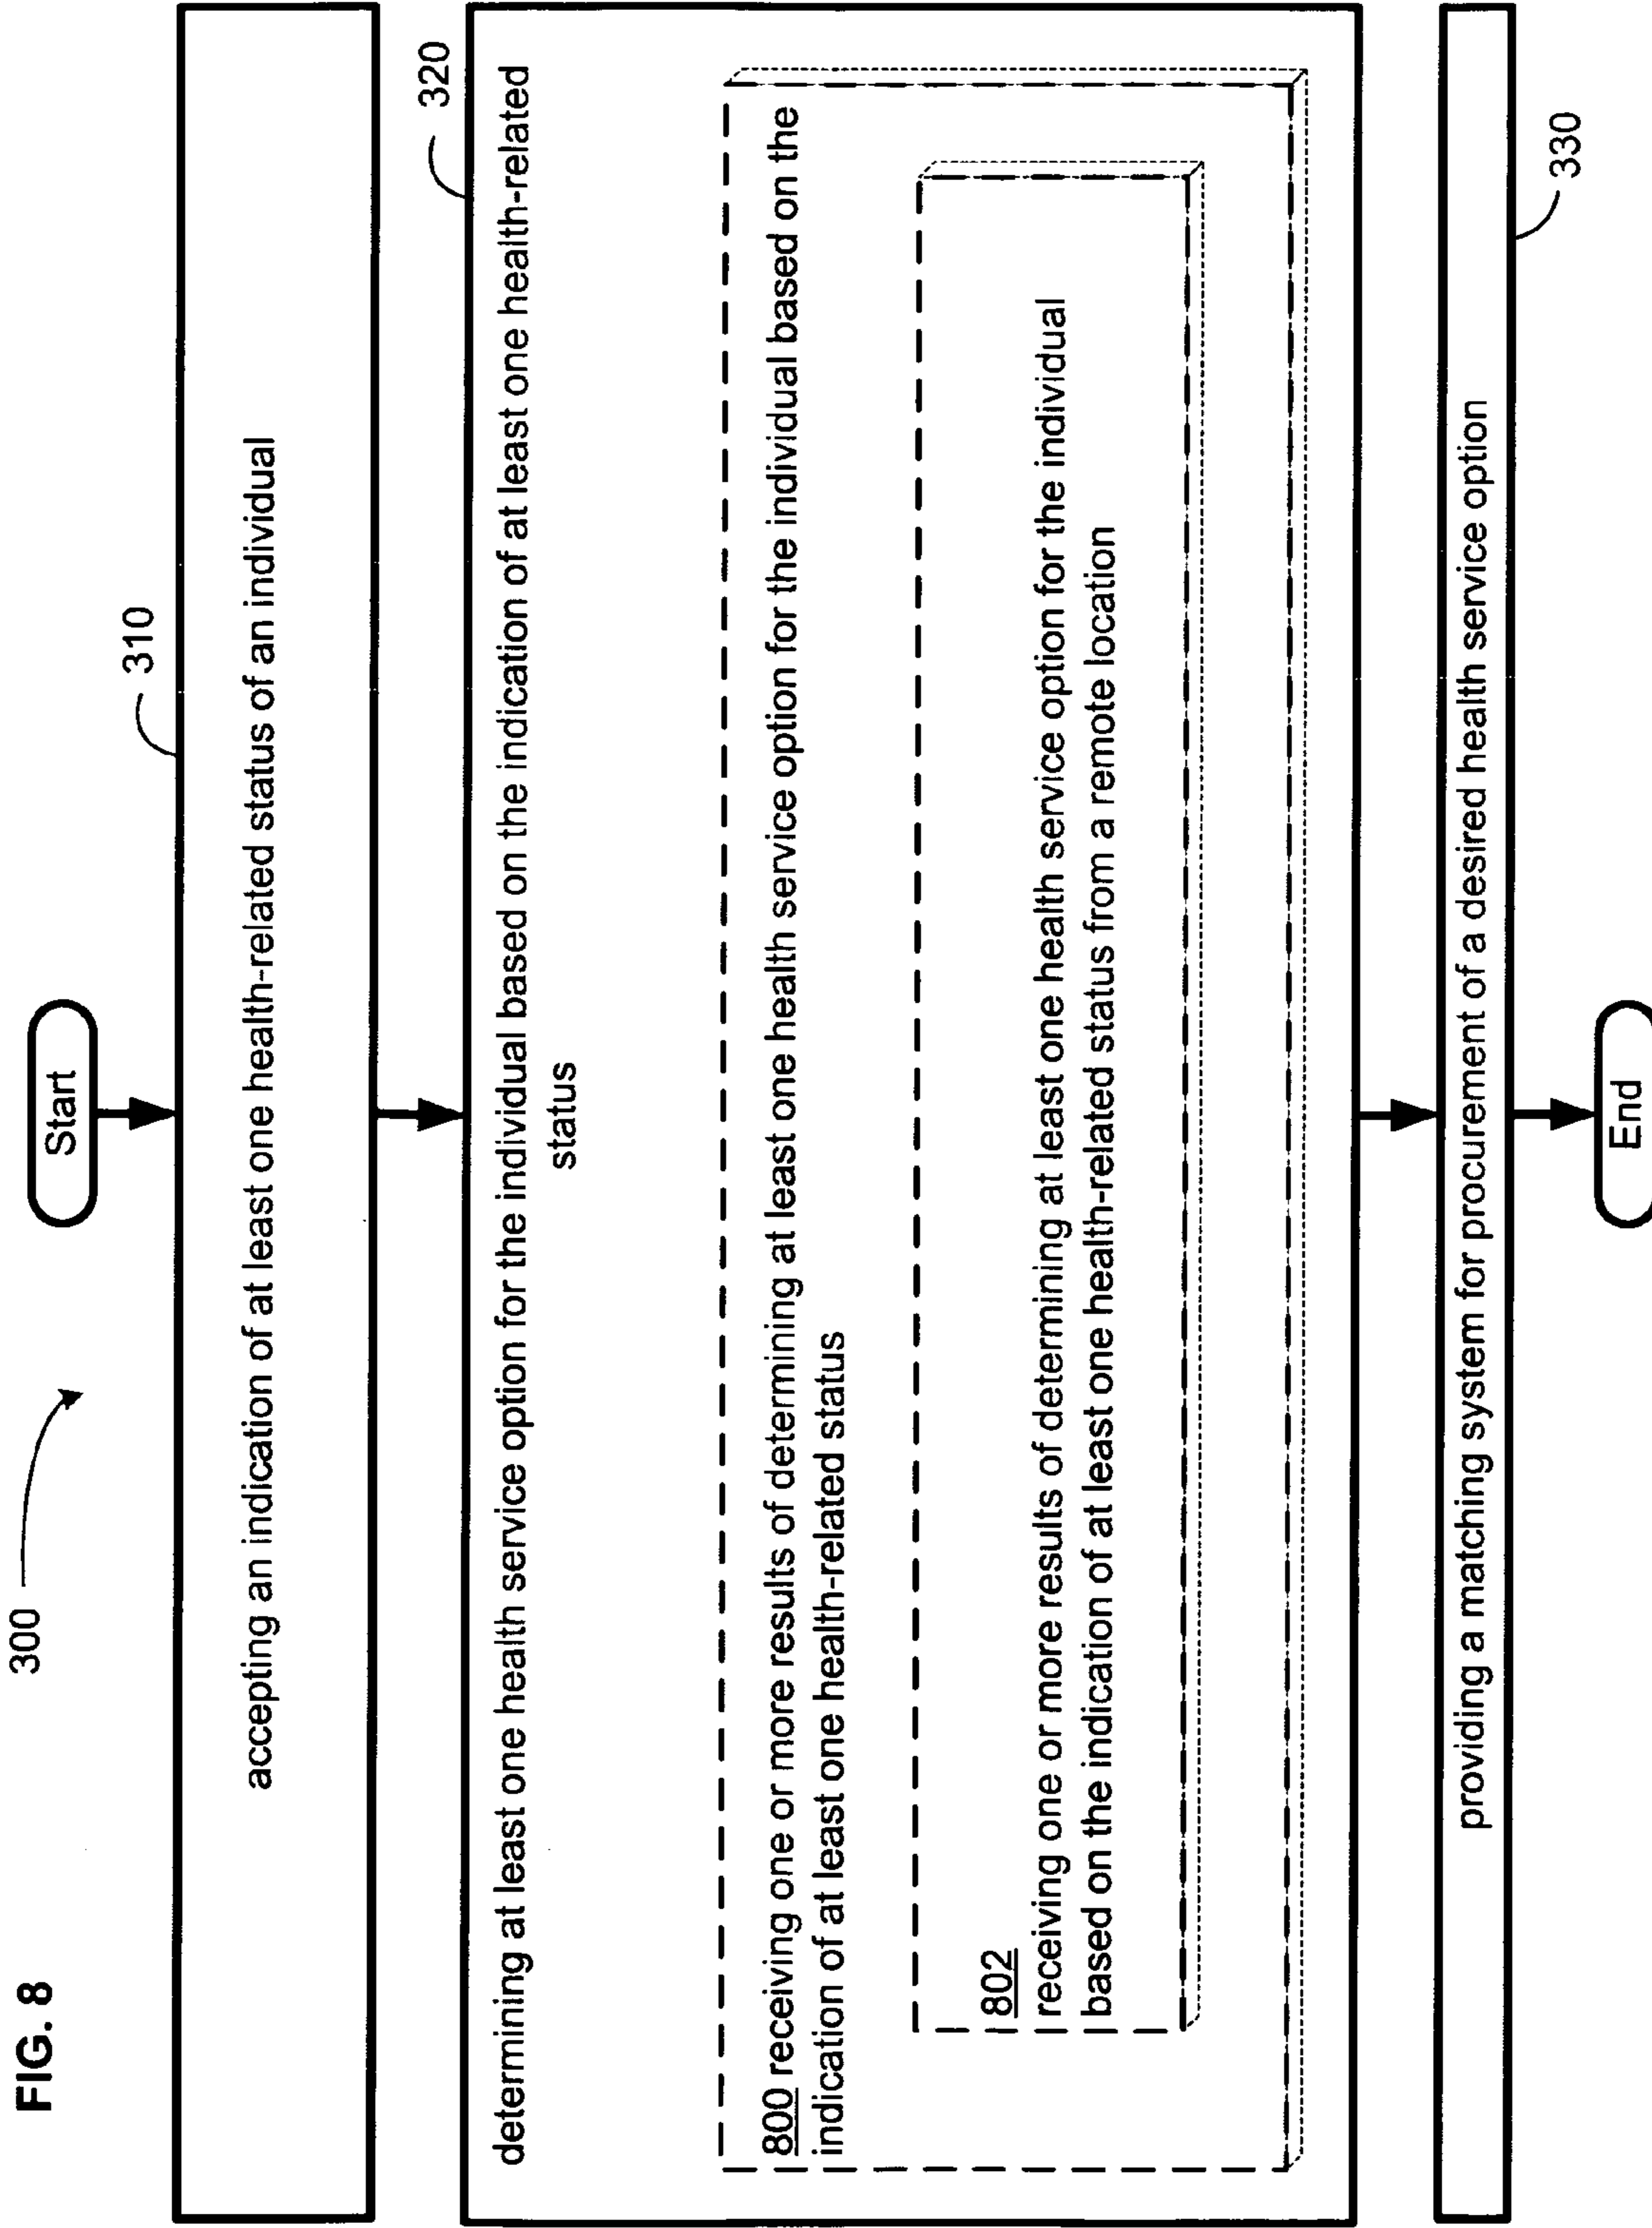 FIG. 8
300
Start
310
accepting an indication of at least one health-related status of an individual
320
determining at least one health service option for the individual based on the indication of at least one health-related
status
800 receiving one or more results of determining at least one health service option for the individual based on the
indication of at least one health-related status
802
receiving one or more results of determining at least one health service option for the individual
based on the indication of at least one health-related status from a remote location
providing a matching system for procurement of a desired health service option
330
End